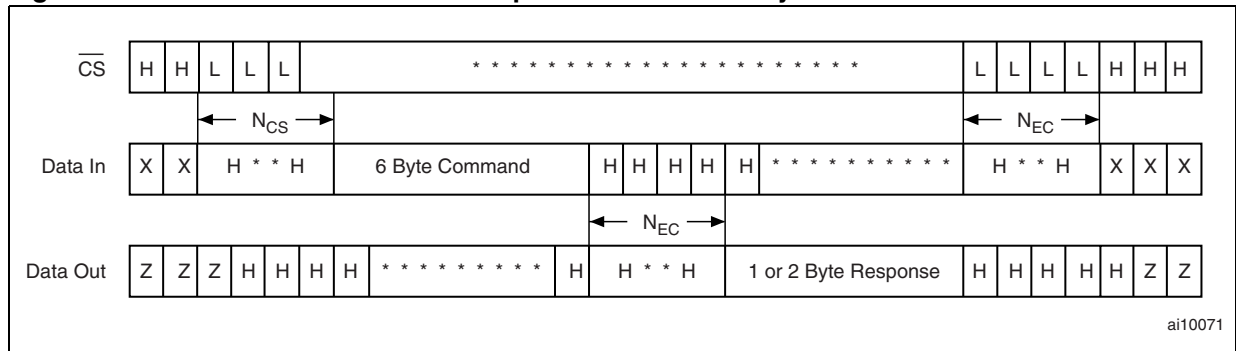 CS H H L L L * * * * * * * * * * * * * * * * * * * * * L L L L H H H
N_CS N_EC
Data In X X H * * H 6 Byte Command H H H H H * * * * * * * * * * H * * H X X X
N_EC
Data Out Z Z Z H H H H * * * * * * * * * H H * * H 1 or 2 Byte Response H H H H H Z Z
ai10071